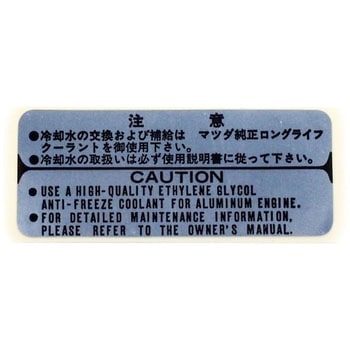 注 意
●冷却水の交換および補給は マツダ純正ロングライフ
クーラントを御使用下さい。
●冷却水の取扱いは必ず使用説明書に従って下さい。
CAUTION
●USE A HIGH-QUALITY ETHYLENE GLYCOL
ANTI-FREEZE COOLANT FOR ALUMINUM ENGINE.
●FOR DETAILED MAINTENANCE INFORMATION,
PLEASE REFER TO THE OWNER'S MANUAL.